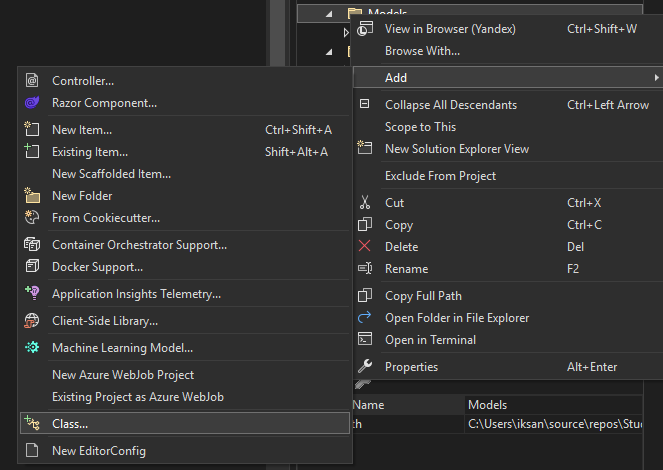 Models
View in Browser (Yandex) Ctrl+Shift+W
Browse With...
Add
Collapse All Descendants Ctrl+Left Arrow
Scope to This
New Solution Explorer View
Exclude From Project
Cut Ctrl+X
Copy Ctrl+C
Delete Del
Rename F2
Copy Full Path
Open Folder in File Explorer
Open in Terminal
Properties Alt+Enter
Controller...
Razor Component...
New Item... Ctrl+Shift+A
Existing Item... Shift+Alt+A
New Scaffolded Item...
New Folder
From Cookiecutter...
Container Orchestrator Support...
Docker Support...
Application Insights Telemetry...
Client-Side Library...
Machine Learning Model...
New Azure WebJob Project
Existing Project as Azure WebJob
Class...
New EditorConfig
Name Models
th C:\Users\iksan\source\repos\Stu